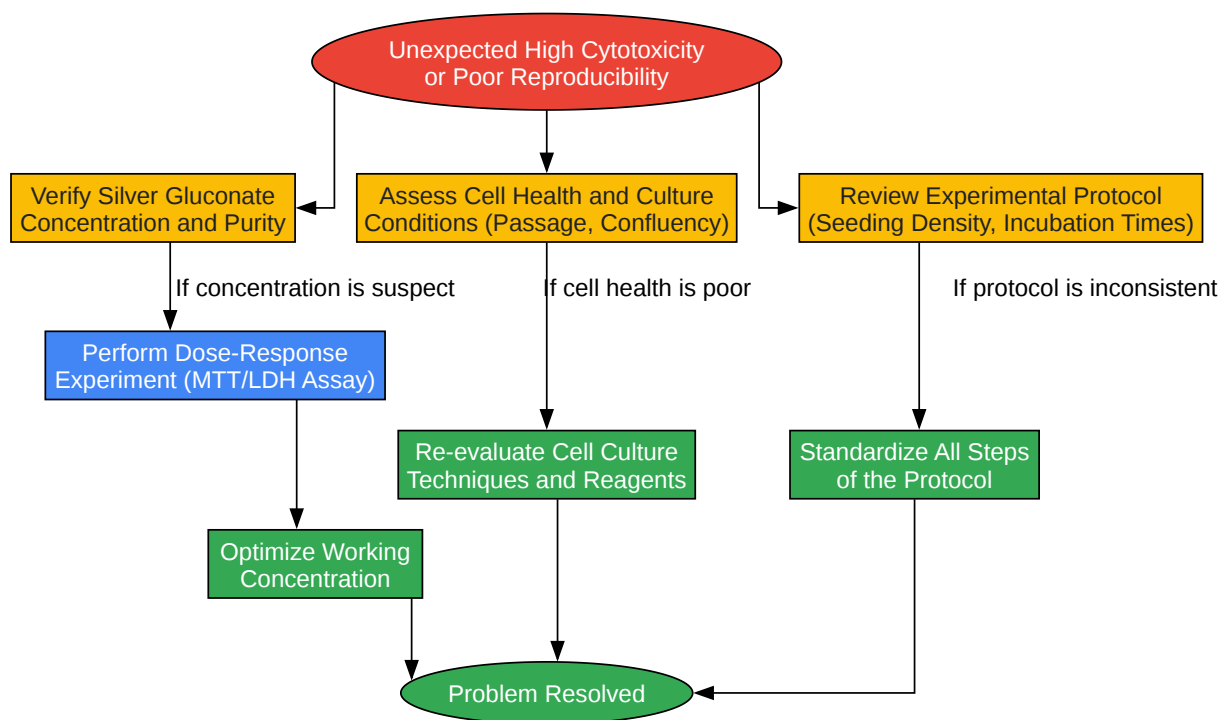 Unexpected High Cytotoxicity
or Poor Reproducibility
Verify Silver Gluconate
Concentration and Purity
Assess Cell Health and Culture
Conditions (Passage, Confluency)
Review Experimental Protocol
(Seeding Density, Incubation Times)
If concentration is suspect
If cell health is poor
If protocol is inconsistent
Perform Dose-Response
Experiment (MTT/LDH Assay)
Re-evaluate Cell Culture
Techniques and Reagents
Standardize All Steps
of the Protocol
Optimize Working
Concentration
Problem Resolved